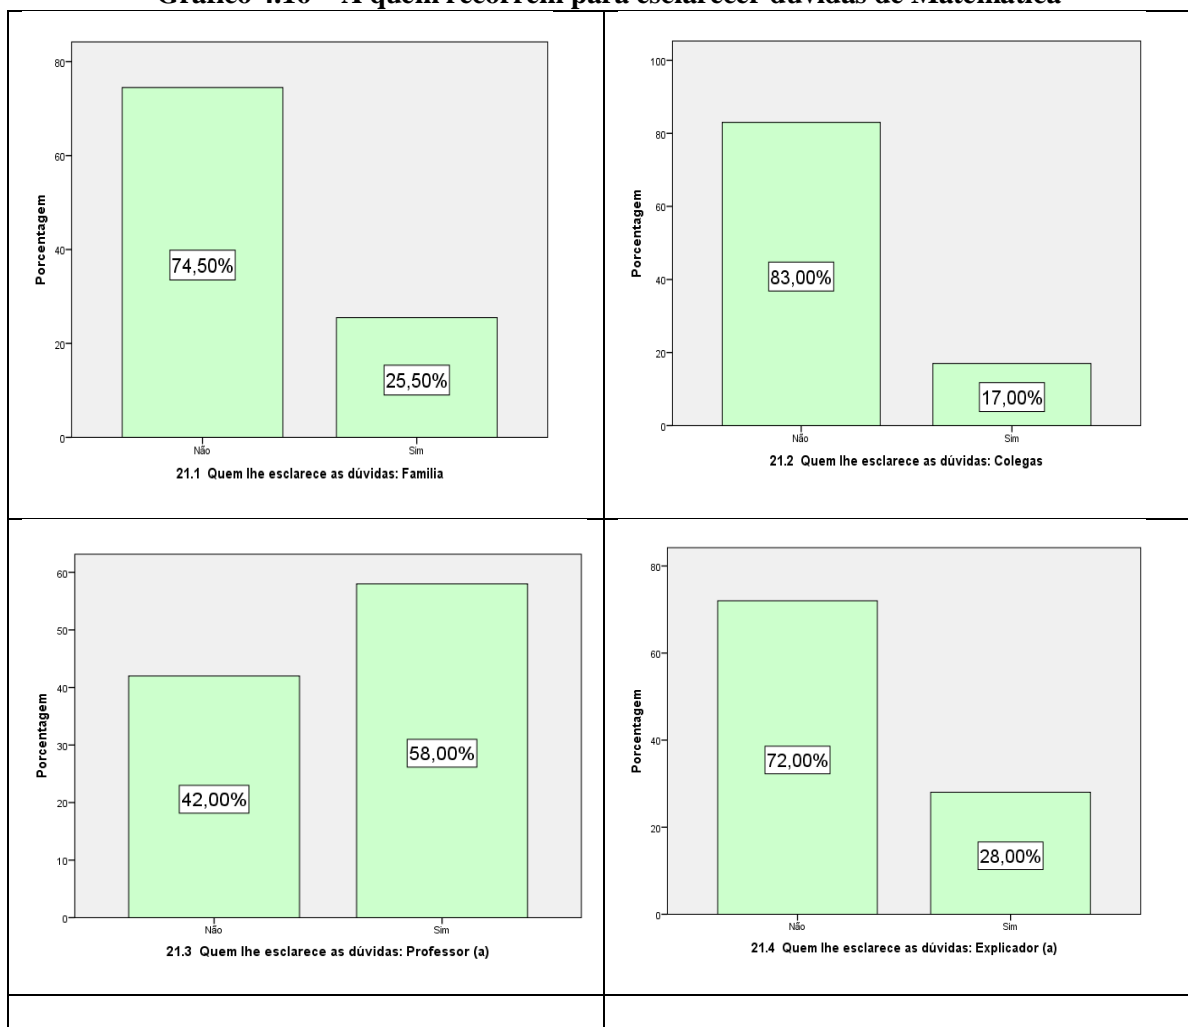 Gráfico 4.16 – A quem recorrem para esclarecer dúvidas de Matemática
80
60
40
20
0
Porcentagem
74,50%
25,50%
Não
Sim
21.1 Quem lhe esclarece as dúvidas: Familia
100
80
60
40
20
0
Porcentagem
83,00%
17,00%
Não
Sim
21.2 Quem lhe esclarece as dúvidas: Colegas
60
50
40
30
20
10
0
Porcentagem
42,00%
58,00%
Não
Sim
21.3 Quem lhe esclarece as dúvidas: Professor (a)
80
60
40
20
0
Porcentagem
72,00%
28,00%
Não
Sim
21.4 Quem lhe esclarece as dúvidas: Explicador (a)